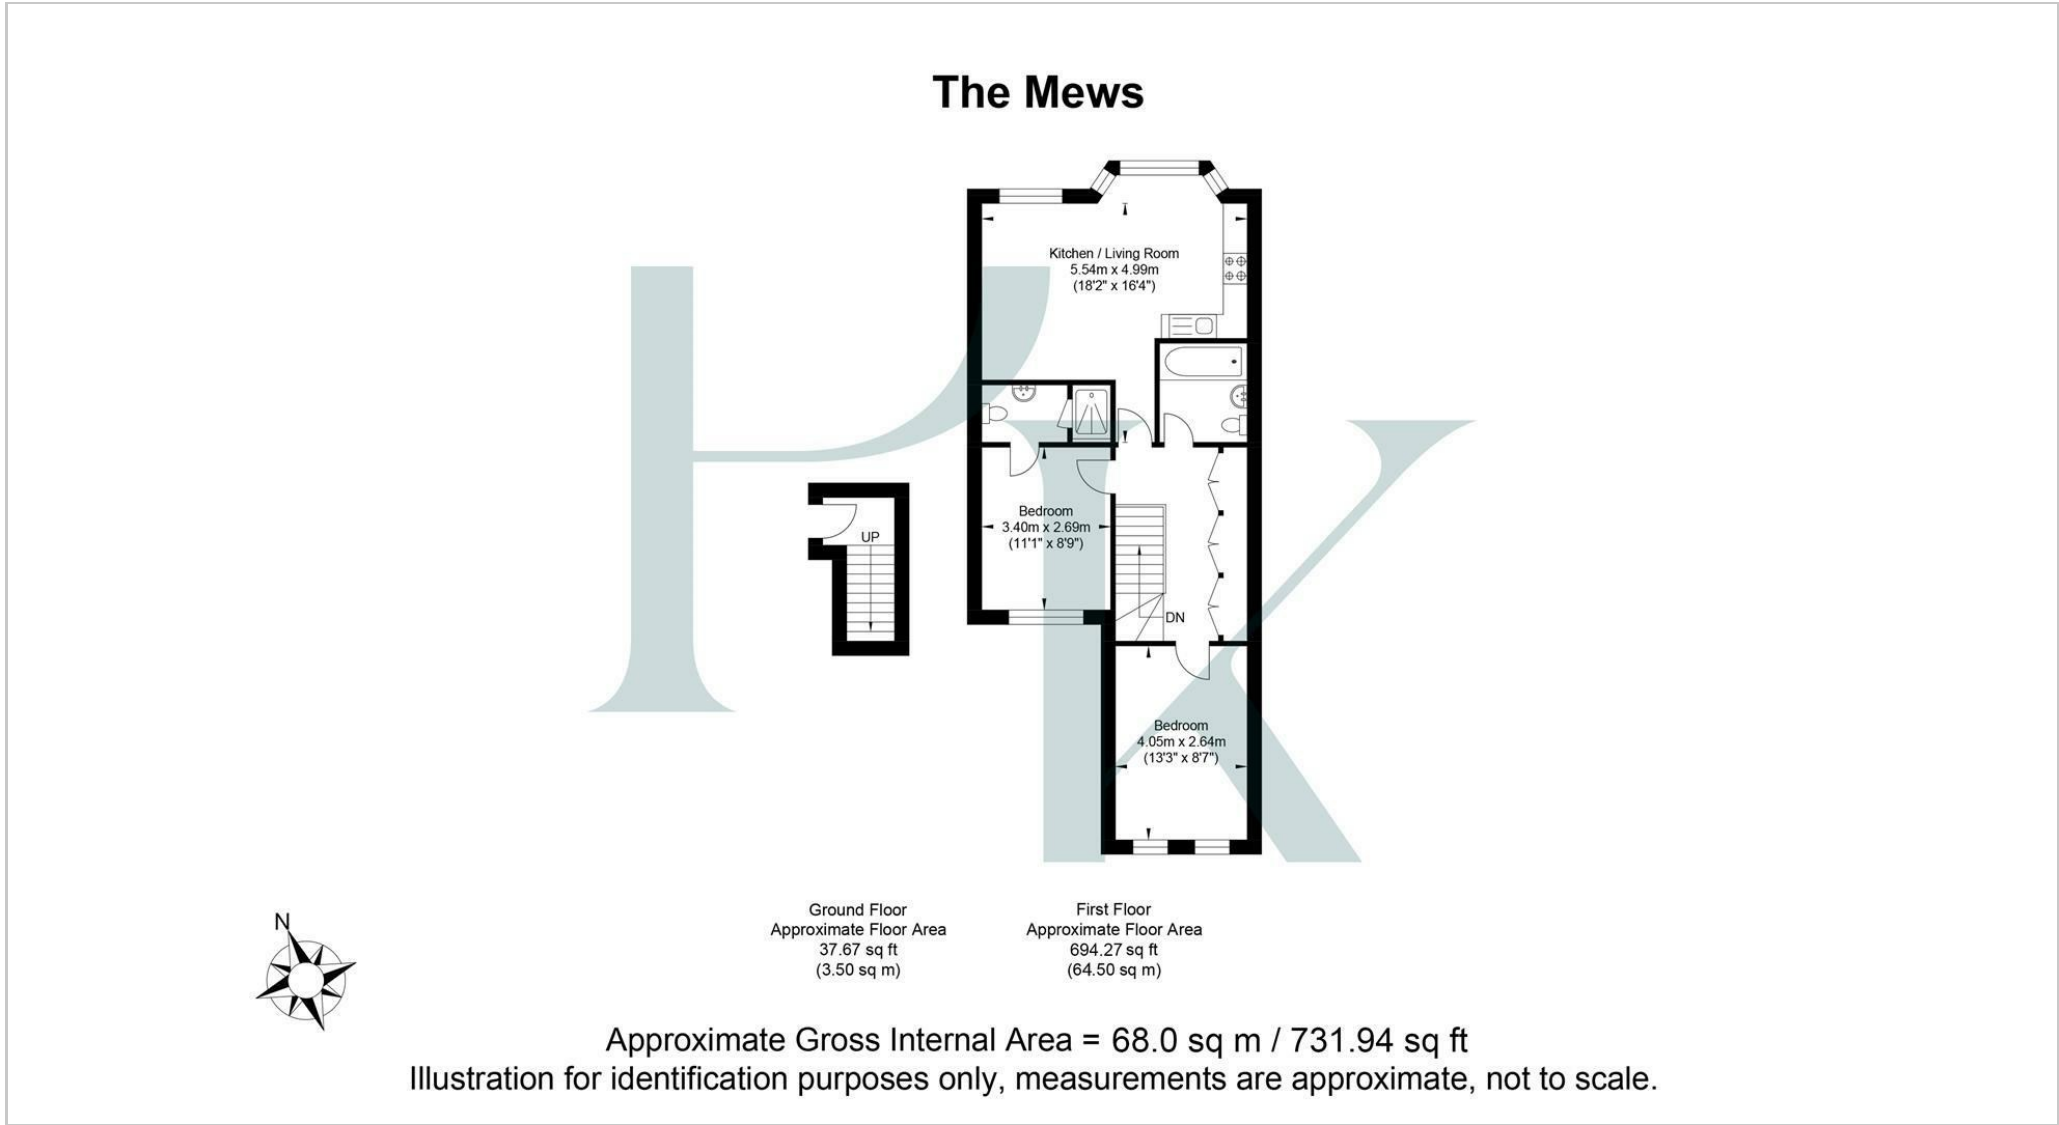 The Mews
Kitchen / Living Room
5.54m x 4.99m
(18'2" x 16'4")
Bedroom
3.40m x 2.69m
(11'1" x 8'9")
UP
DN
Bedroom
4.05m x 2.64m
(13'3" x 8'7")
Ground Floor
Approximate Floor Area
37.67 sq ft
(3.50 sq m)
First Floor
Approximate Floor Area
694.27 sq ft
(64.50 sq m)
N
Approximate Gross Internal Area = 68.0 sq m / 731.94 sq ft
Illustration for identification purposes only, measurements are approximate, not to scale.